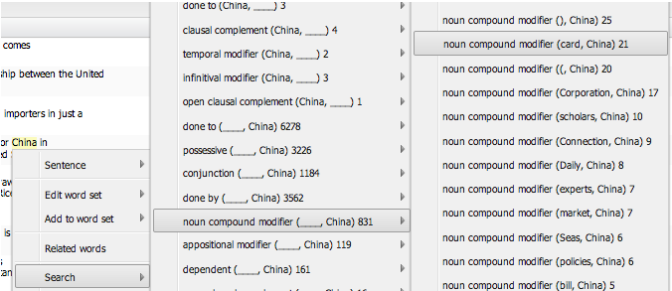 comes
ship between the United
importers in just a
or China in
is
Sentence
Edit word set
Add to word set
Related words
Search
done to (China, ____) 3
clausal complement (China, ____) 4
temporal modifier (China, ____) 2
infinitival modifier (China, ____) 3
open clausal complement (China, ____) 1
done to (____, China) 6278
possessive (____, China) 3226
conjunction (____, China) 1184
done by (____, China) 3562
noun compound modifier (____, China) 831
appositional modifier (____, China) 119
dependent (____, China) 161
noun compound modifier (), China) 25
noun compound modifier (card, China) 21
noun compound modifier ((, China) 20
noun compound modifier (Corporation, China) 17
noun compound modifier (scholars, China) 10
noun compound modifier (Connection, China) 9
noun compound modifier (Daily, China) 8
noun compound modifier (experts, China) 7
noun compound modifier (market, China) 7
noun compound modifier (Seas, China) 6
noun compound modifier (policies, China) 6
noun compound modifier (bill, China) 5